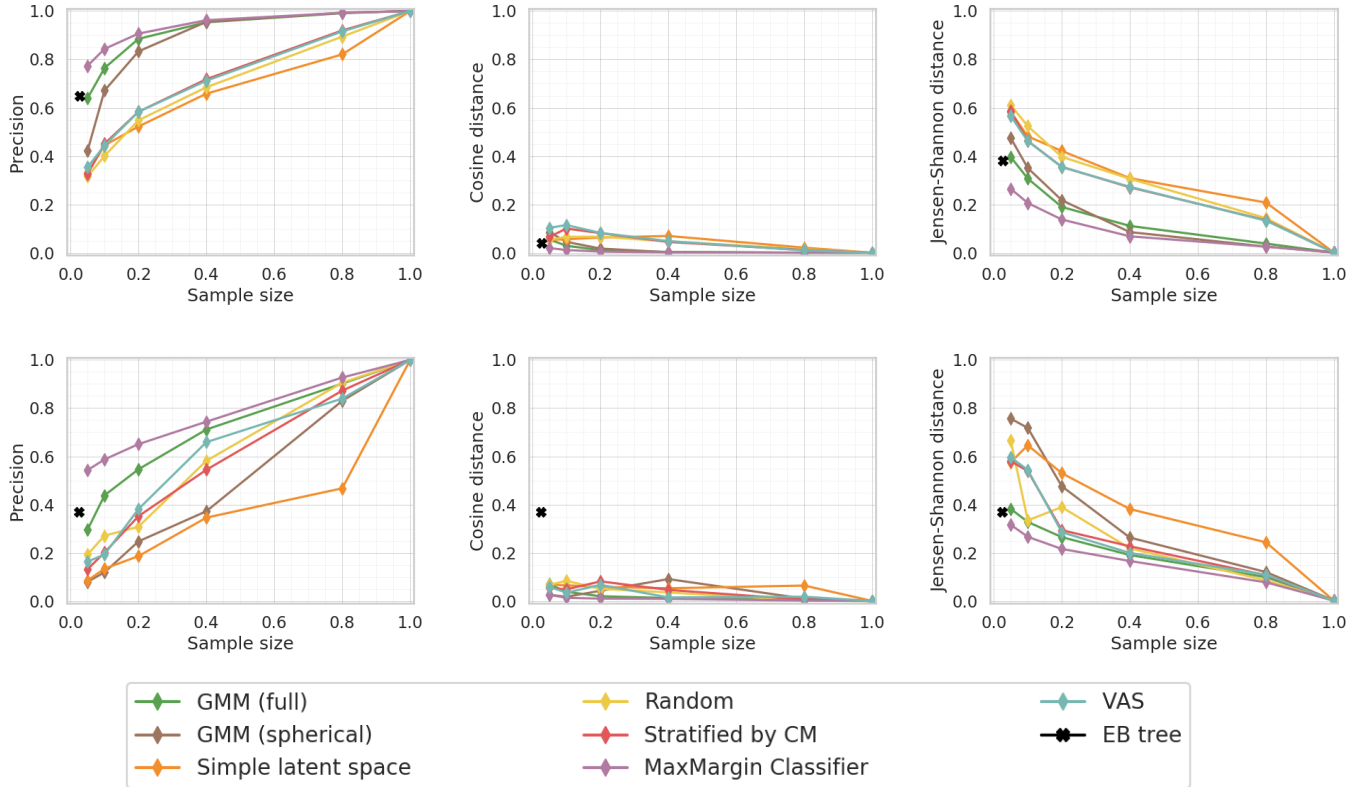 1.0
0.8
0.6
0.4
0.2
0.0
Precision
0.0 0.2 0.4 0.6 0.8 1.0
Sample size
1.0
0.8
0.6
0.4
0.2
0.0
Cosine distance
0.0 0.2 0.4 0.6 0.8 1.0
Sample size
1.0
0.8
0.6
0.4
0.2
0.0
Jensen-Shannon distance
0.0 0.2 0.4 0.6 0.8 1.0
Sample size
1.0
0.8
0.6
0.4
0.2
0.0
Precision
0.0 0.2 0.4 0.6 0.8 1.0
Sample size
1.0
0.8
0.6
0.4
0.2
0.0
Cosine distance
0.0 0.2 0.4 0.6 0.8 1.0
Sample size
1.0
0.8
0.6
0.4
0.2
0.0
Jensen-Shannon distance
0.0 0.2 0.4 0.6 0.8 1.0
Sample size
GMM (full)
GMM (spherical)
Simple latent space
Random
Stratified by CM
MaxMargin Classifier
VAS
EB tree